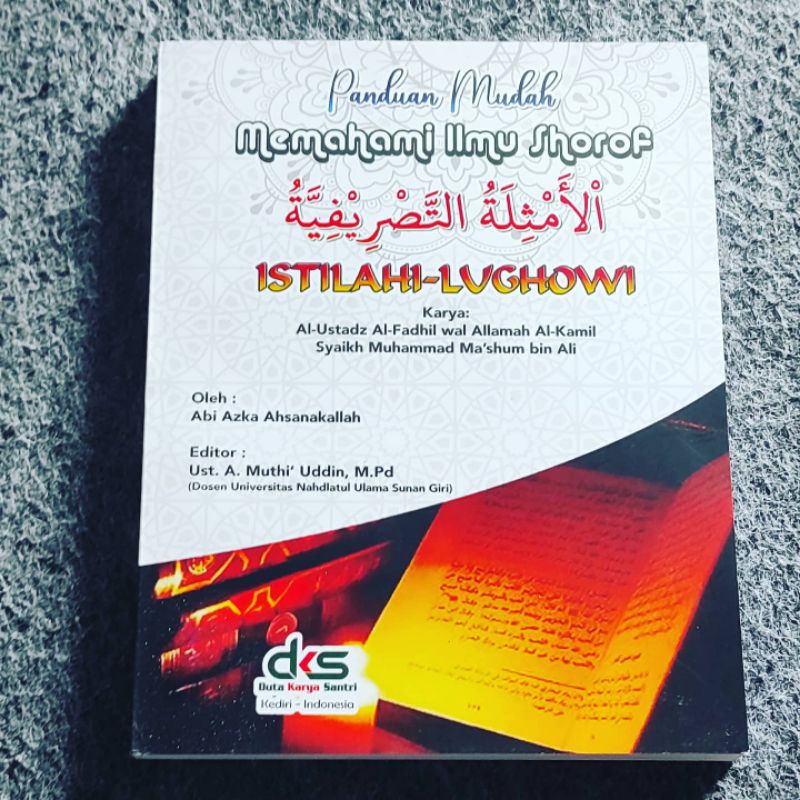 Panduan Mudah
Memahami Ilmu Shorof
اْلأَمْثِلَةُ التَّصْرِيْفِيَّةُ
ISTILAHI-LUGHOWI
Karya:
Al-Ustadz Al-Fadhil wal Allamah Al-Kamil
Syaikh Muhammad Ma'shum bin Ali
Oleh :
Abi Azka Ahsanakallah
Editor :
Ust. A. Muthi' Uddin, M.Pd
(Dosen Universitas Nahdlatul Ulama Sunan Giri)
dks
Duta Karya Santri
Kediri - Indonesia